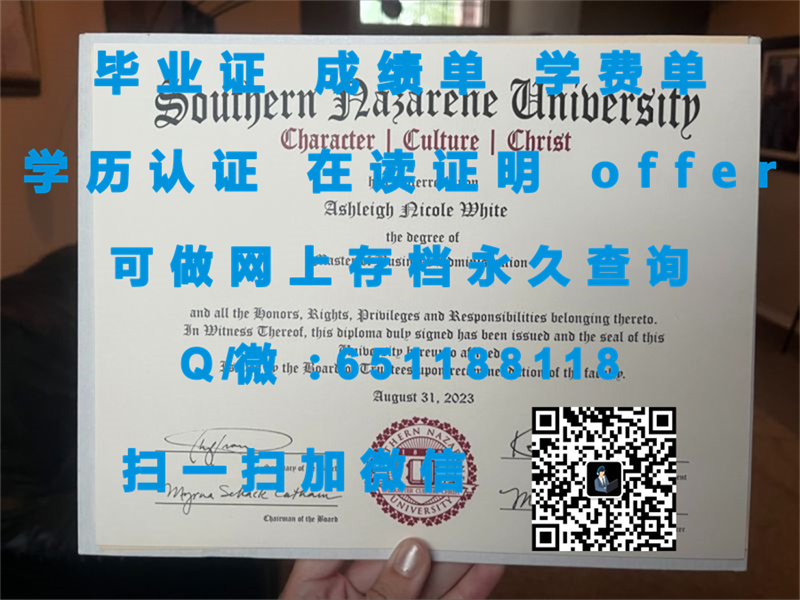 毕业证 成绩单 学费单
Southern Nazarene University
Character | Culture | Christ
学历认证 在读证明 offer
Ashleigh Nicole White
the degree of
可做网上存档永久查询
and all the Honors, Rights, Privileges and Responsibilities belonging thereto.
In Witness Thereof, this diploma duly signed has been issued and the seal of this
Q/微：651188118
August 31, 2023
扫一扫加微信
Chairman of the Board